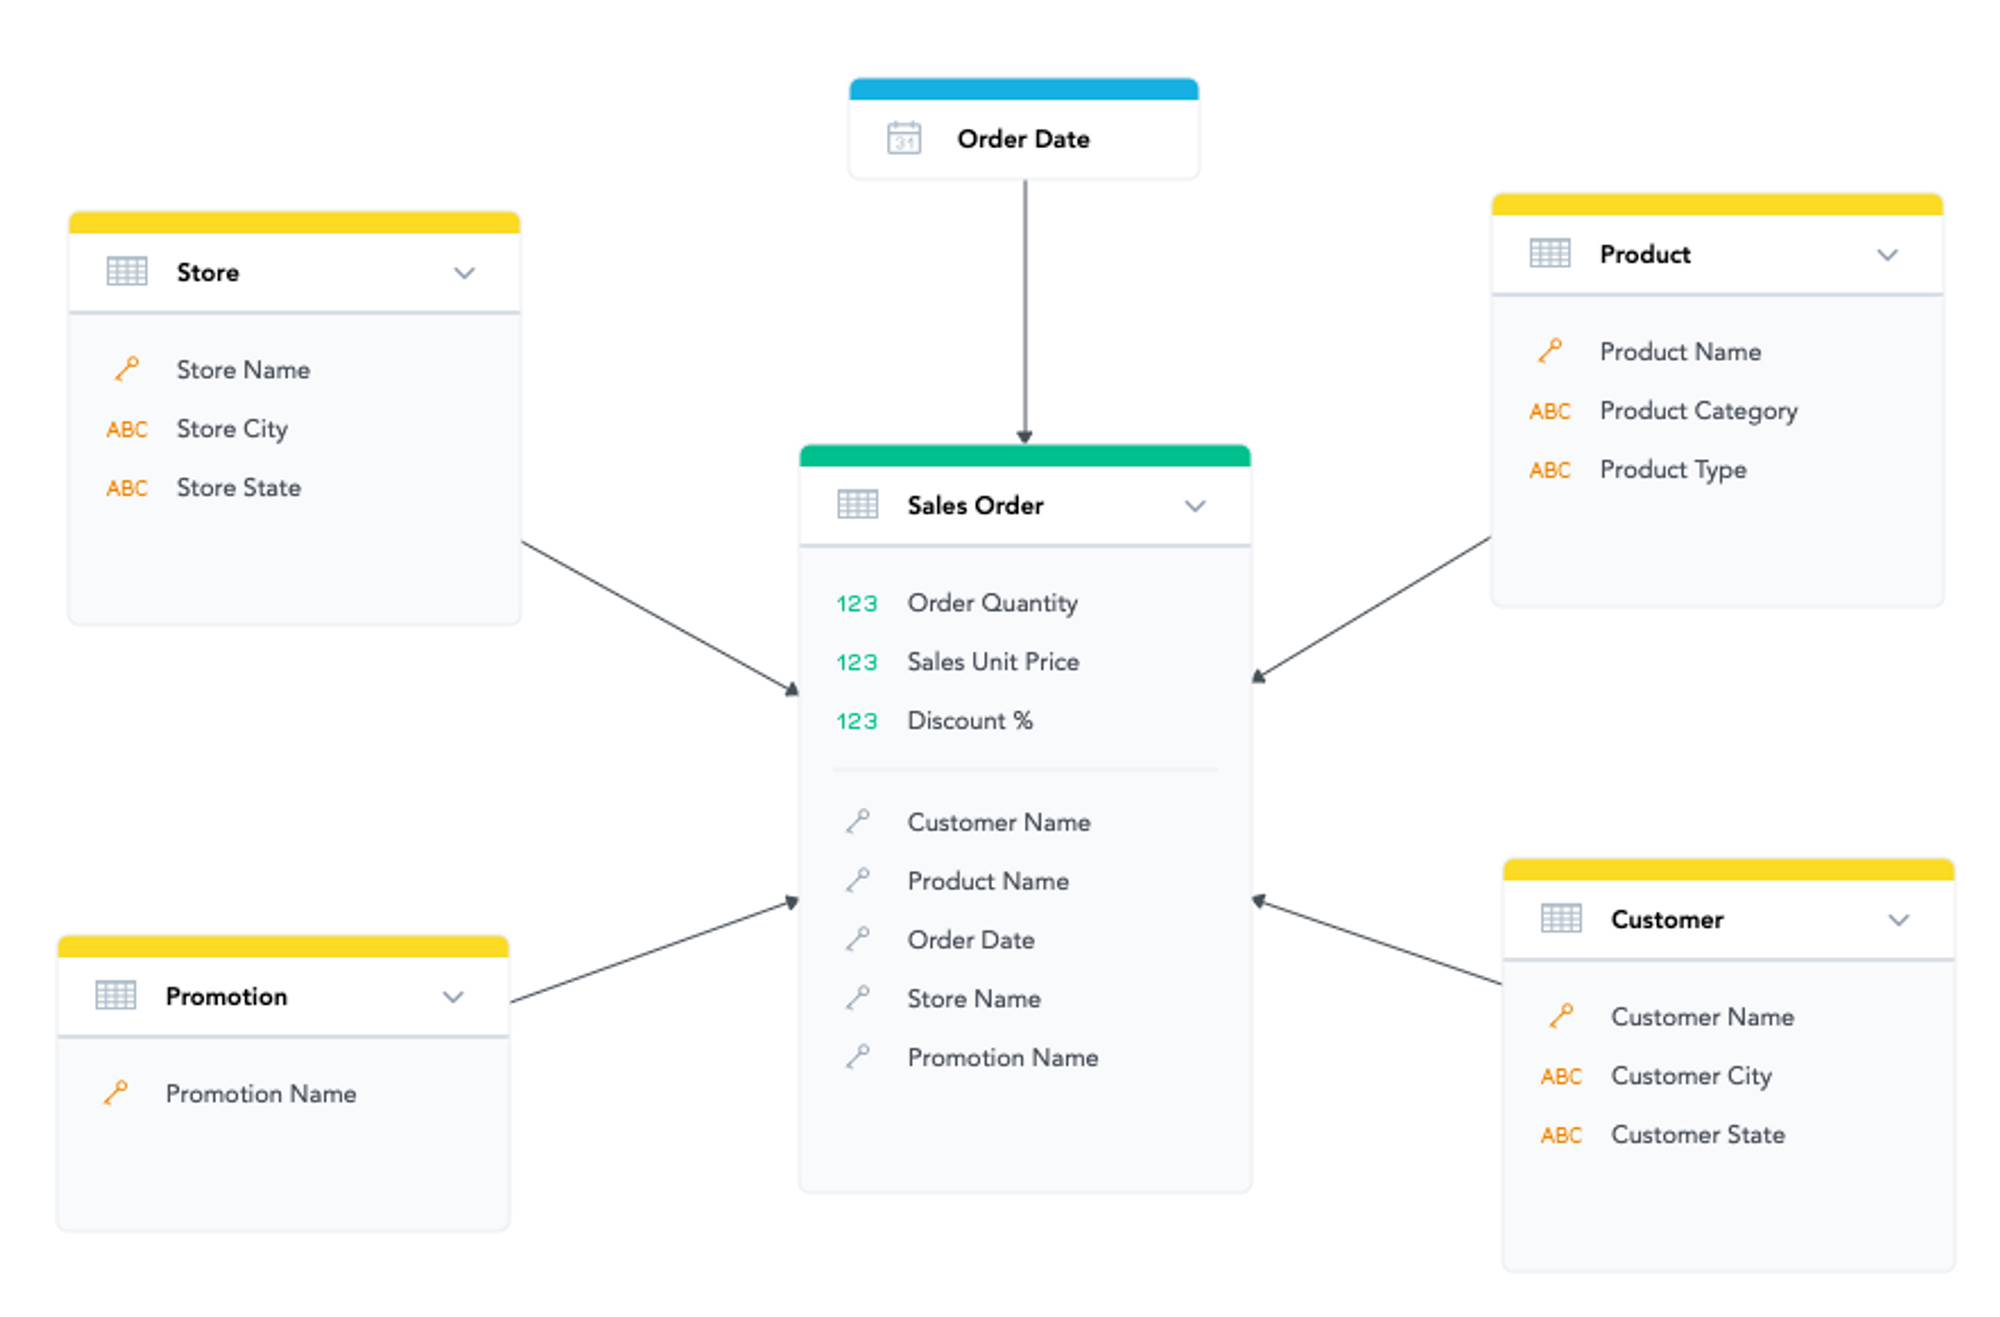 31
Order Date
Store
Store Name
ABC Store City
ABC Store State
Product
Product Name
ABC Product Category
ABC Product Type
Sales Order
123 Order Quantity
123 Sales Unit Price
123 Discount %
Customer Name
Product Name
Order Date
Store Name
Promotion Name
Promotion
Promotion Name
Customer
Customer Name
ABC Customer City
ABC Customer State